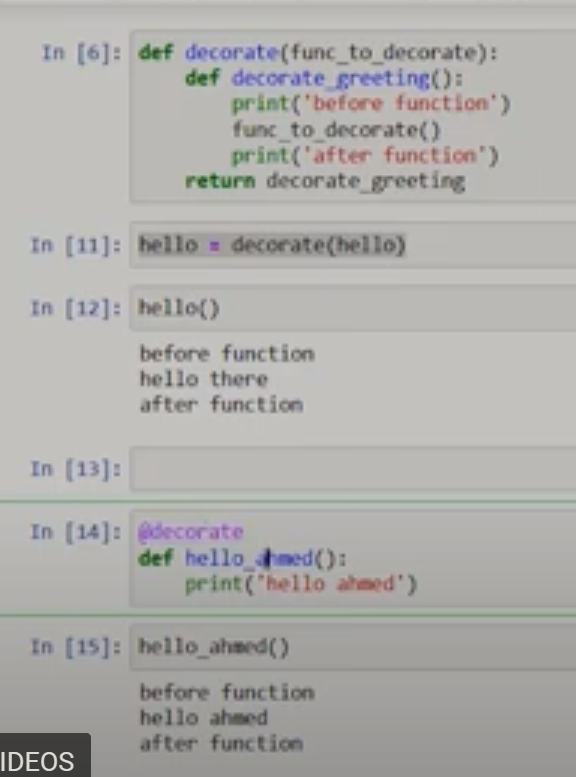 In [6]: def decorate(func_to_decorate):
def decorate_greeting():
print('before function')
func_to_decorate()
print('after function')
return decorate_greeting
In [11]: hello = decorate(hello)
In [12]: hello()
before function
hello there
after function
In [13]:
In [14]: @decorate
def hello_ahmed():
print('hello ahmed')
In [15]: hello_ahmed()
before function
hello ahmed
after function
IDEOS